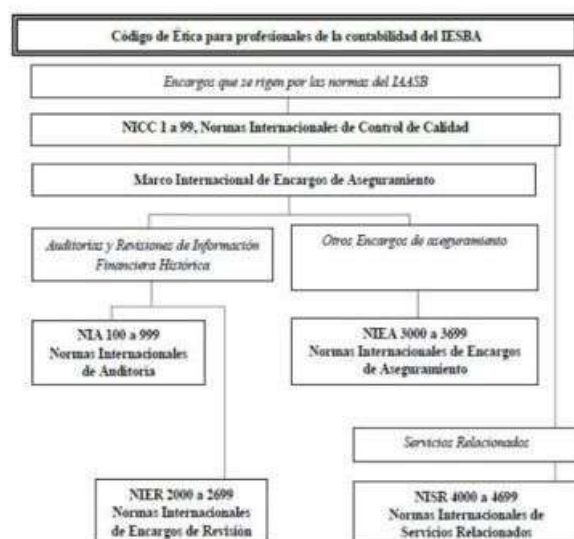 Código de Ética para profesionales de la contabilidad del IESBA
Encargos que se rigen por las normas del IAASB
NICC 1 a 99, Normas Internacionales de Control de Calidad
Marco Internacional de Encargos de Aseguramiento
Auditorías y Revisiones de Información
Financiera Histórica
Otros Encargos de aseguramiento
NIA 100 a 999
Normas Internacionales
de Auditoría
NIEA 3000 a 3699
Normas Internacionales de Encargos
de Aseguramiento
Servicios Relacionados
NIER 2000 a 2699
Normas Internacionales
de Encargos de Revisión
NISR 4000 a 4699
Normas Internacionales de
Servicios Relacionados